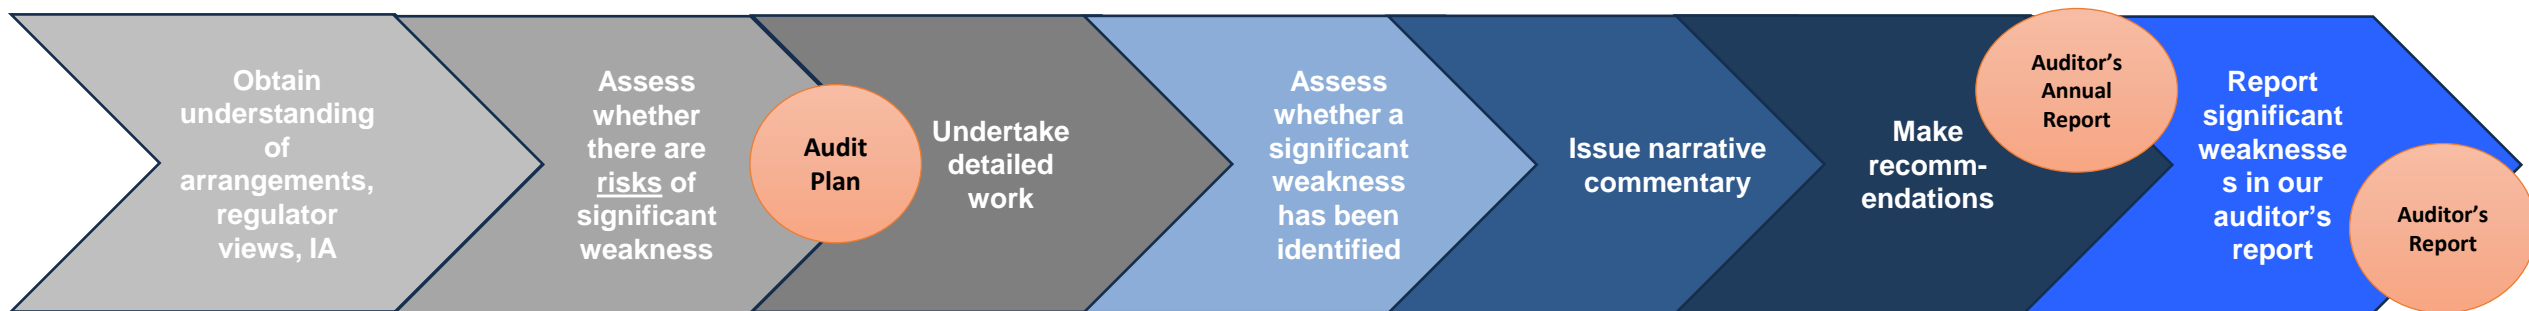 Obtain
understanding
of
arrangements,
regulator
views, IA
Assess
whether
there are
risks of
significant
weakness
Audit
Plan
Undertake
detailed
work
Assess
whether a
significant
weakness
has been
identified
Issue narrative
commentary
Make
recomm-
endations
Auditor’s
Annual
Report
Report
significant
weaknesse
s in our
auditor’s
report
Auditor’s
Report